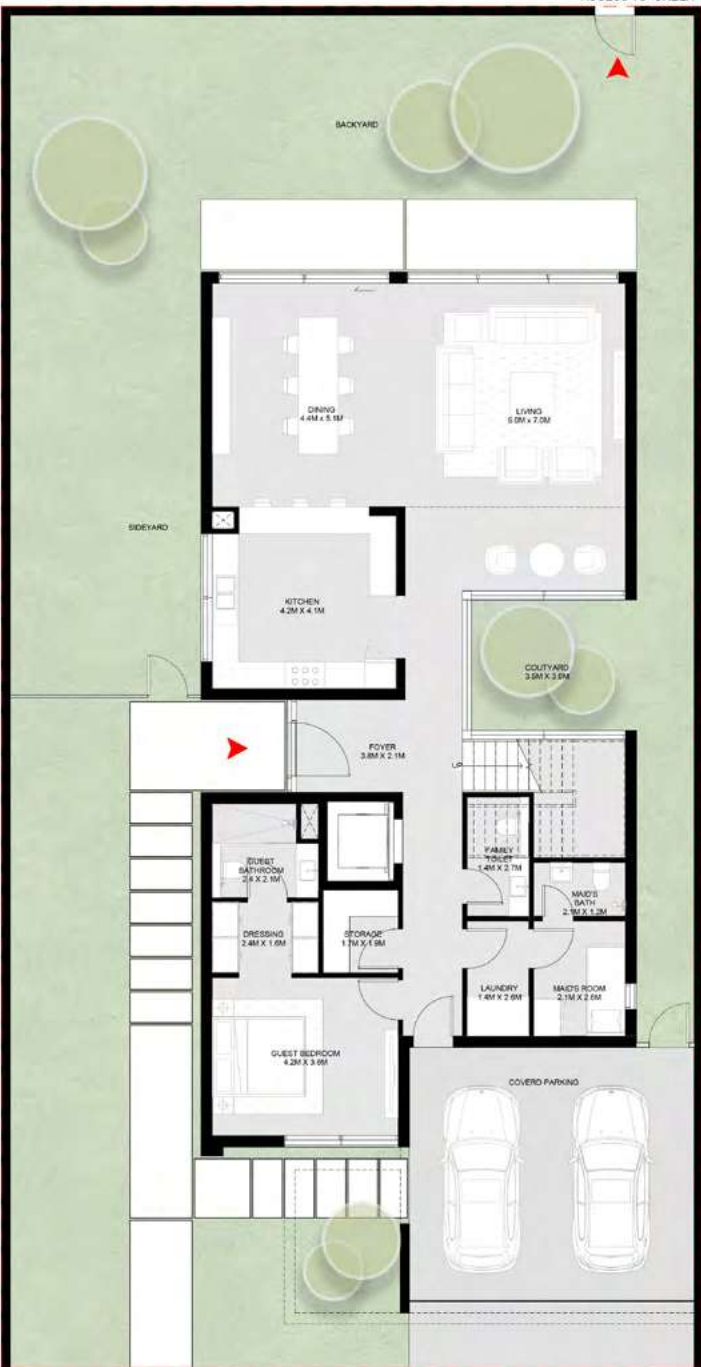 BACKYARD
DINING
4.4M x 5.1M
LIVING
5.0M x 7.0M
SIDEYARD
KITCHEN
4.2M X 4.1M
COUTYARD
3.5M X 3.0M
FOYER
3.8M X 2.1M
UP
FAMILY
TOILET
1.4M X 2.7M
GUEST
BATHROOM
2.4 X 2.1M
MAID'S
BATH
2.1M X 1.2M
DRESSING
2.4M X 1.6M
STORAGE
1.7M X 1.9M
LAUNDRY
1.4M X 2.6M
MAID'S ROOM
2.1M X 2.6M
GUEST BEDROOM
4.2M X 3.6M
COVERD PARKING